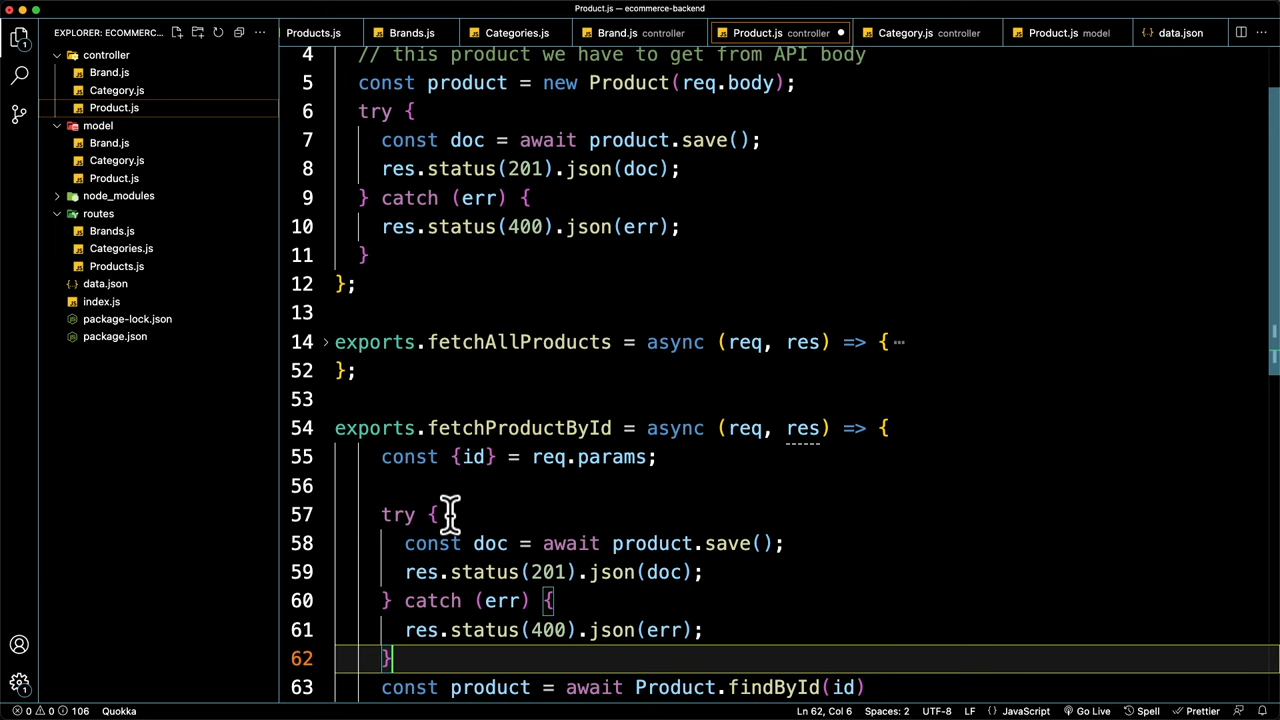 Product.js — ecommerce-backend
EXPLORER: ECOMMERC...
Products.js
Brands.js
Categories.js
Brand.js controller
Product.js controller
Category.js controller
Product.js model
data.json
controller
Brand.js
Category.js
Product.js
model
Brand.js
Category.js
Product.js
node_modules
routes
Brands.js
Categories.js
Products.js
data.json
index.js
package-lock.json
package.json
4 // this product we have to get from API body
5 const product = new Product(req.body);
6 try {
7 const doc = await product.save();
8 res.status(201).json(doc);
9 } catch (err) {
10 res.status(400).json(err);
11 }
12 };
13
14 exports.fetchAllProducts = async (req, res) => { ...
52 };
53
54 exports.fetchProductById = async (req, res) => {
55 const {id} = req.params;
56
57 try {
58 const doc = await product.save();
59 res.status(201).json(doc);
60 } catch (err) {
61 res.status(400).json(err);
62 }
63 const product = await Product.findById(id)
0 0 106 Quokka Ln 62, Col 6 Spaces: 2 UTF-8 LF {} JavaScript Go Live Spell Prettier